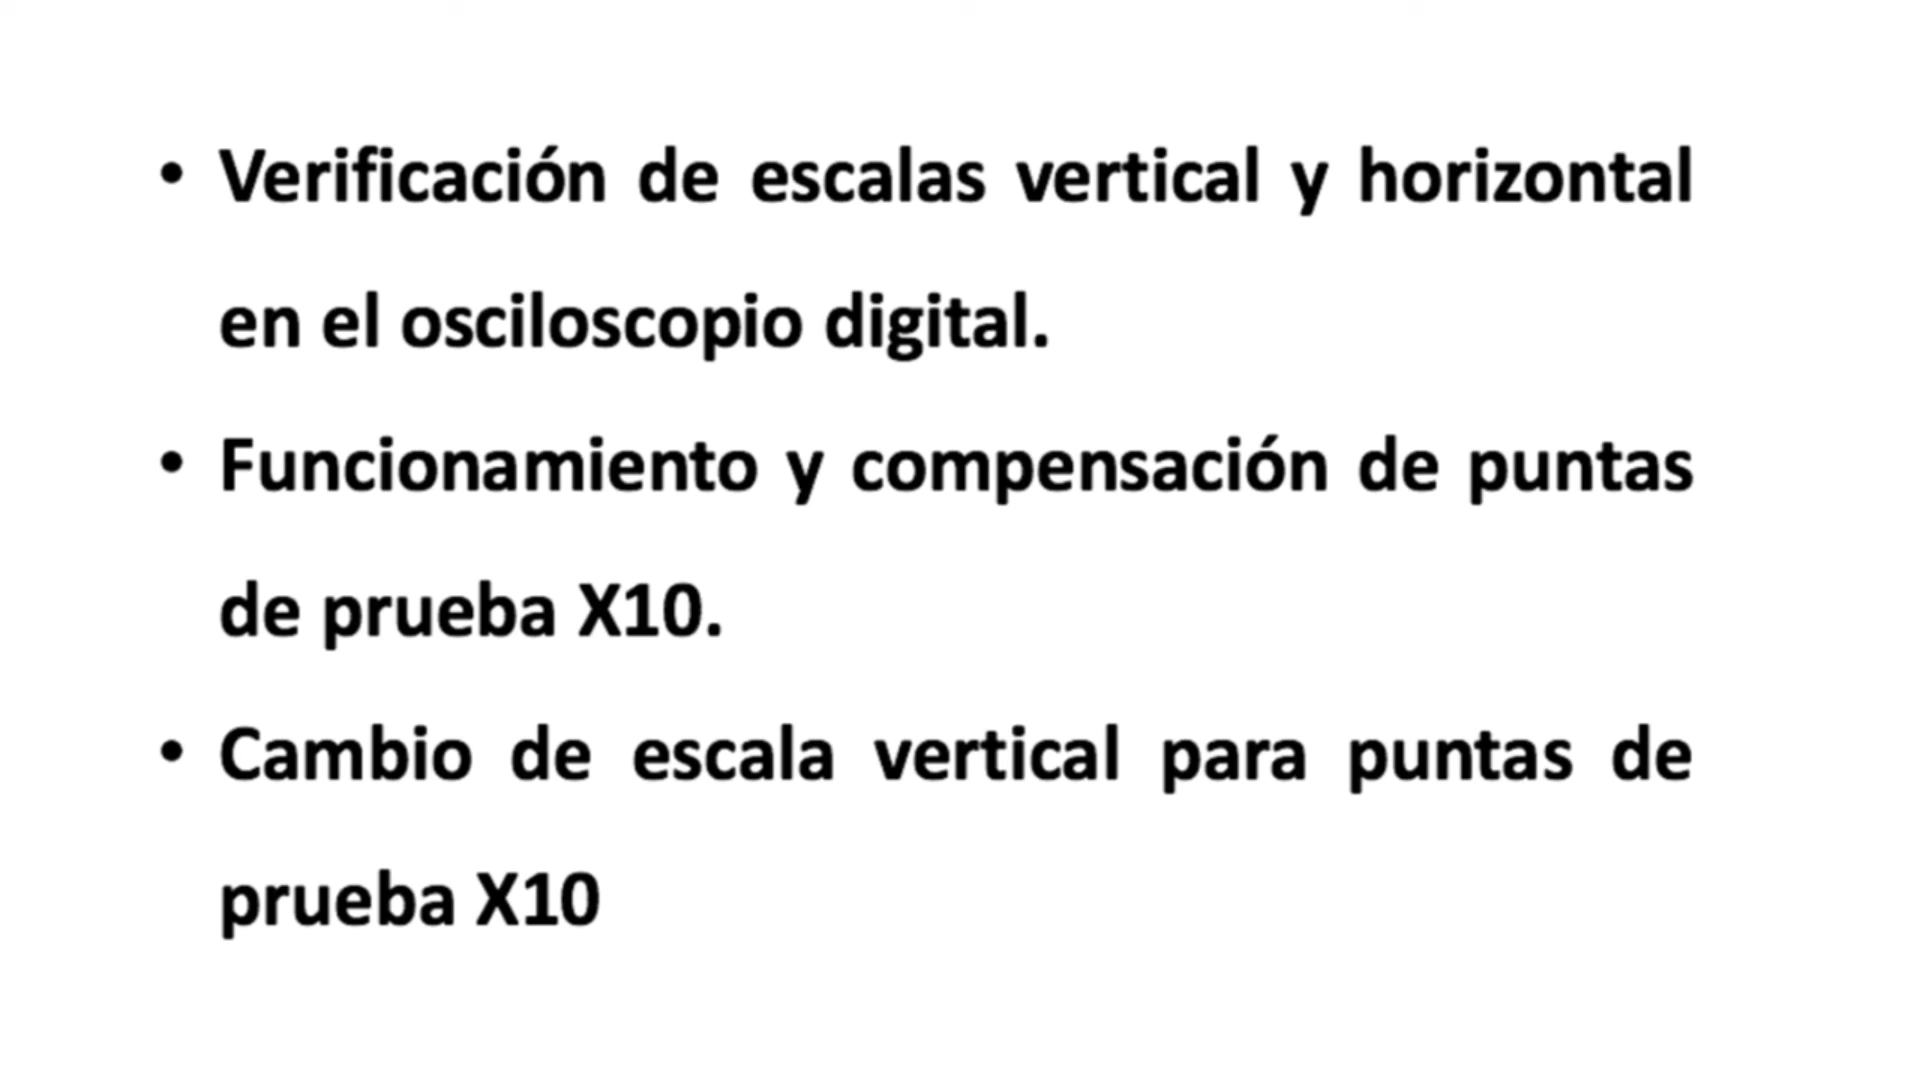 • Verificación de escalas vertical y horizontal
en el osciloscopio digital.
• Funcionamiento y compensación de puntas
de prueba X10.
• Cambio de escala vertical para puntas de
prueba X10